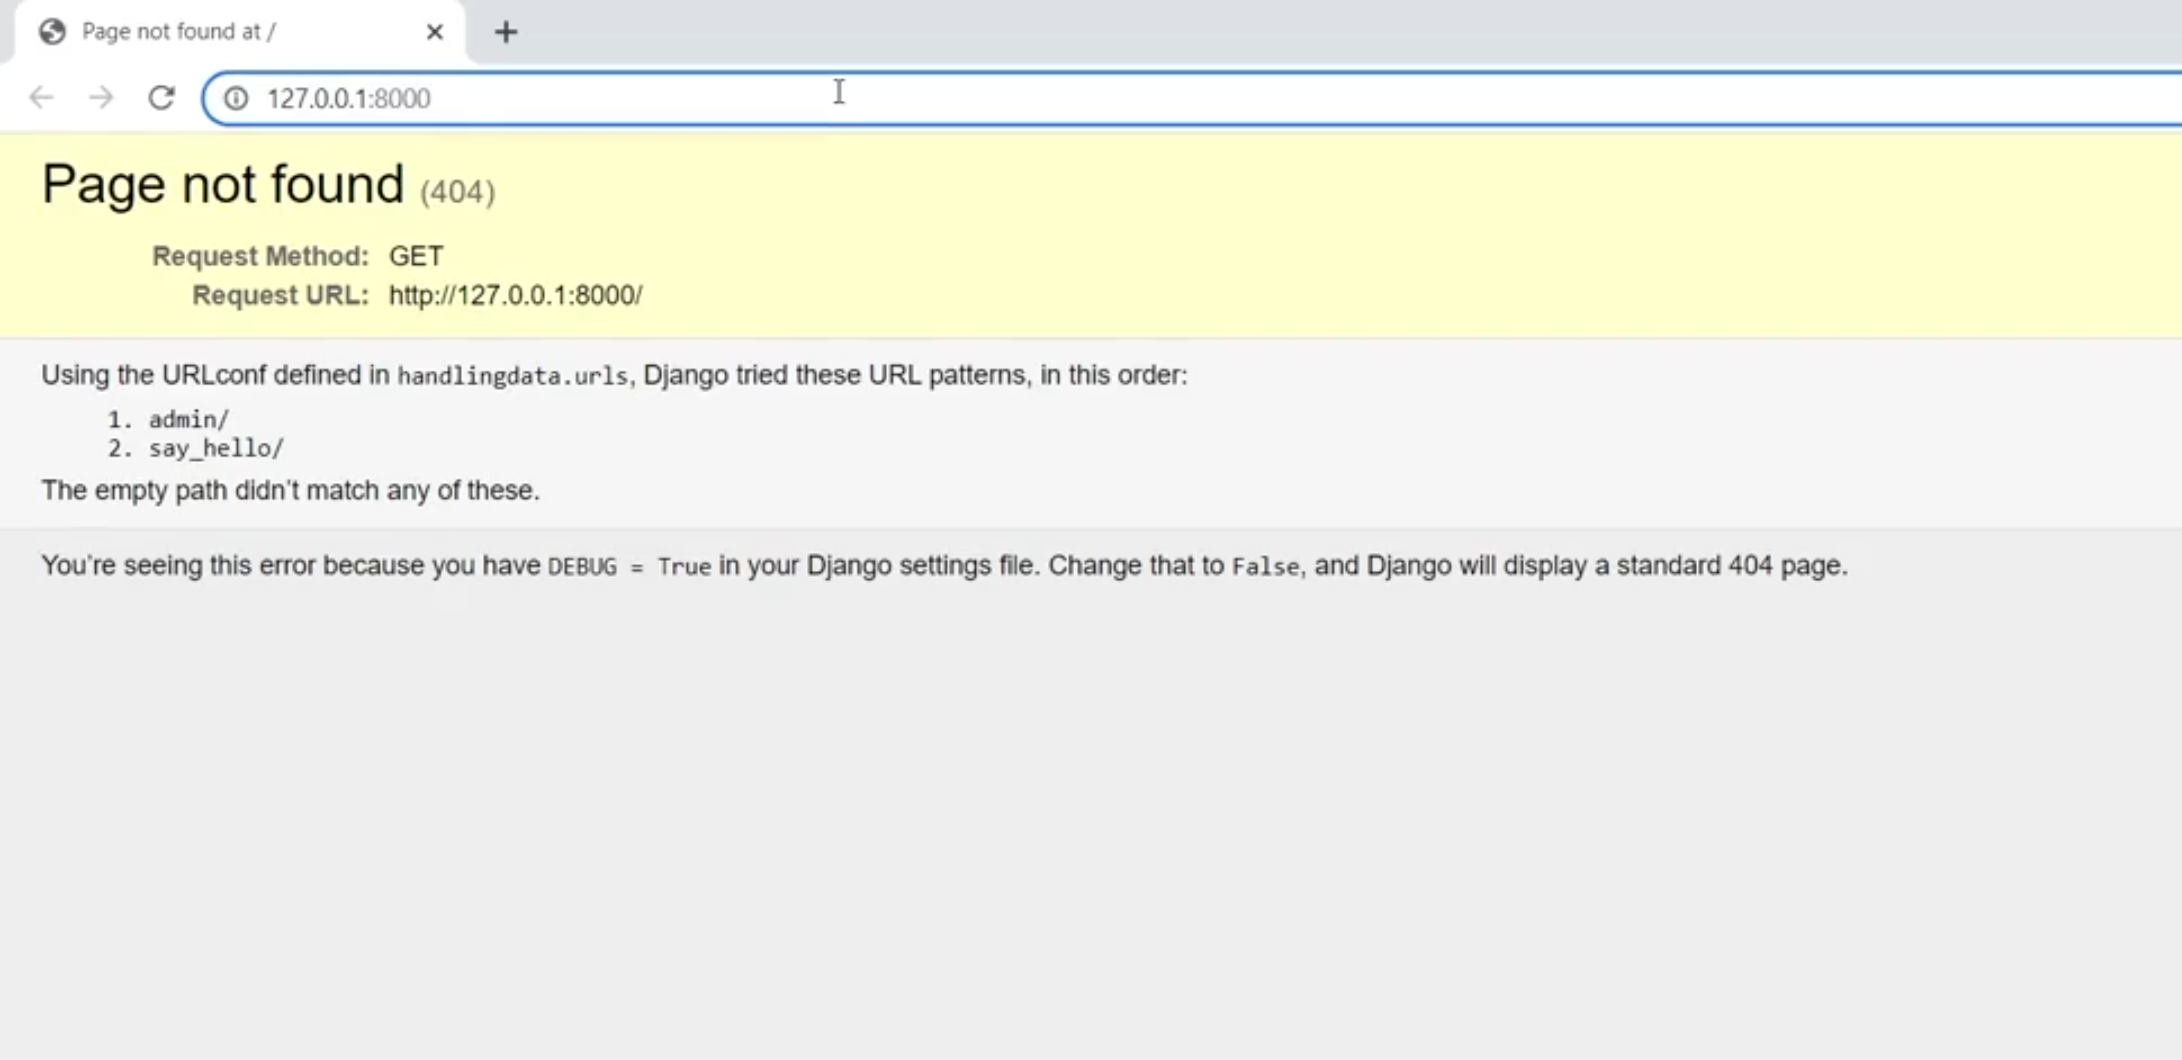 Page not found at /
127.0.0.1:8000
Page not found (404)
Request Method: GET
Request URL: http://127.0.0.1:8000/
Using the URLconf defined in handlingdata.urls, Django tried these URL patterns, in this order:
1. admin/
2. say_hello/
The empty path didn't match any of these.
You're seeing this error because you have DEBUG = True in your Django settings file. Change that to False, and Django will display a standard 404 page.